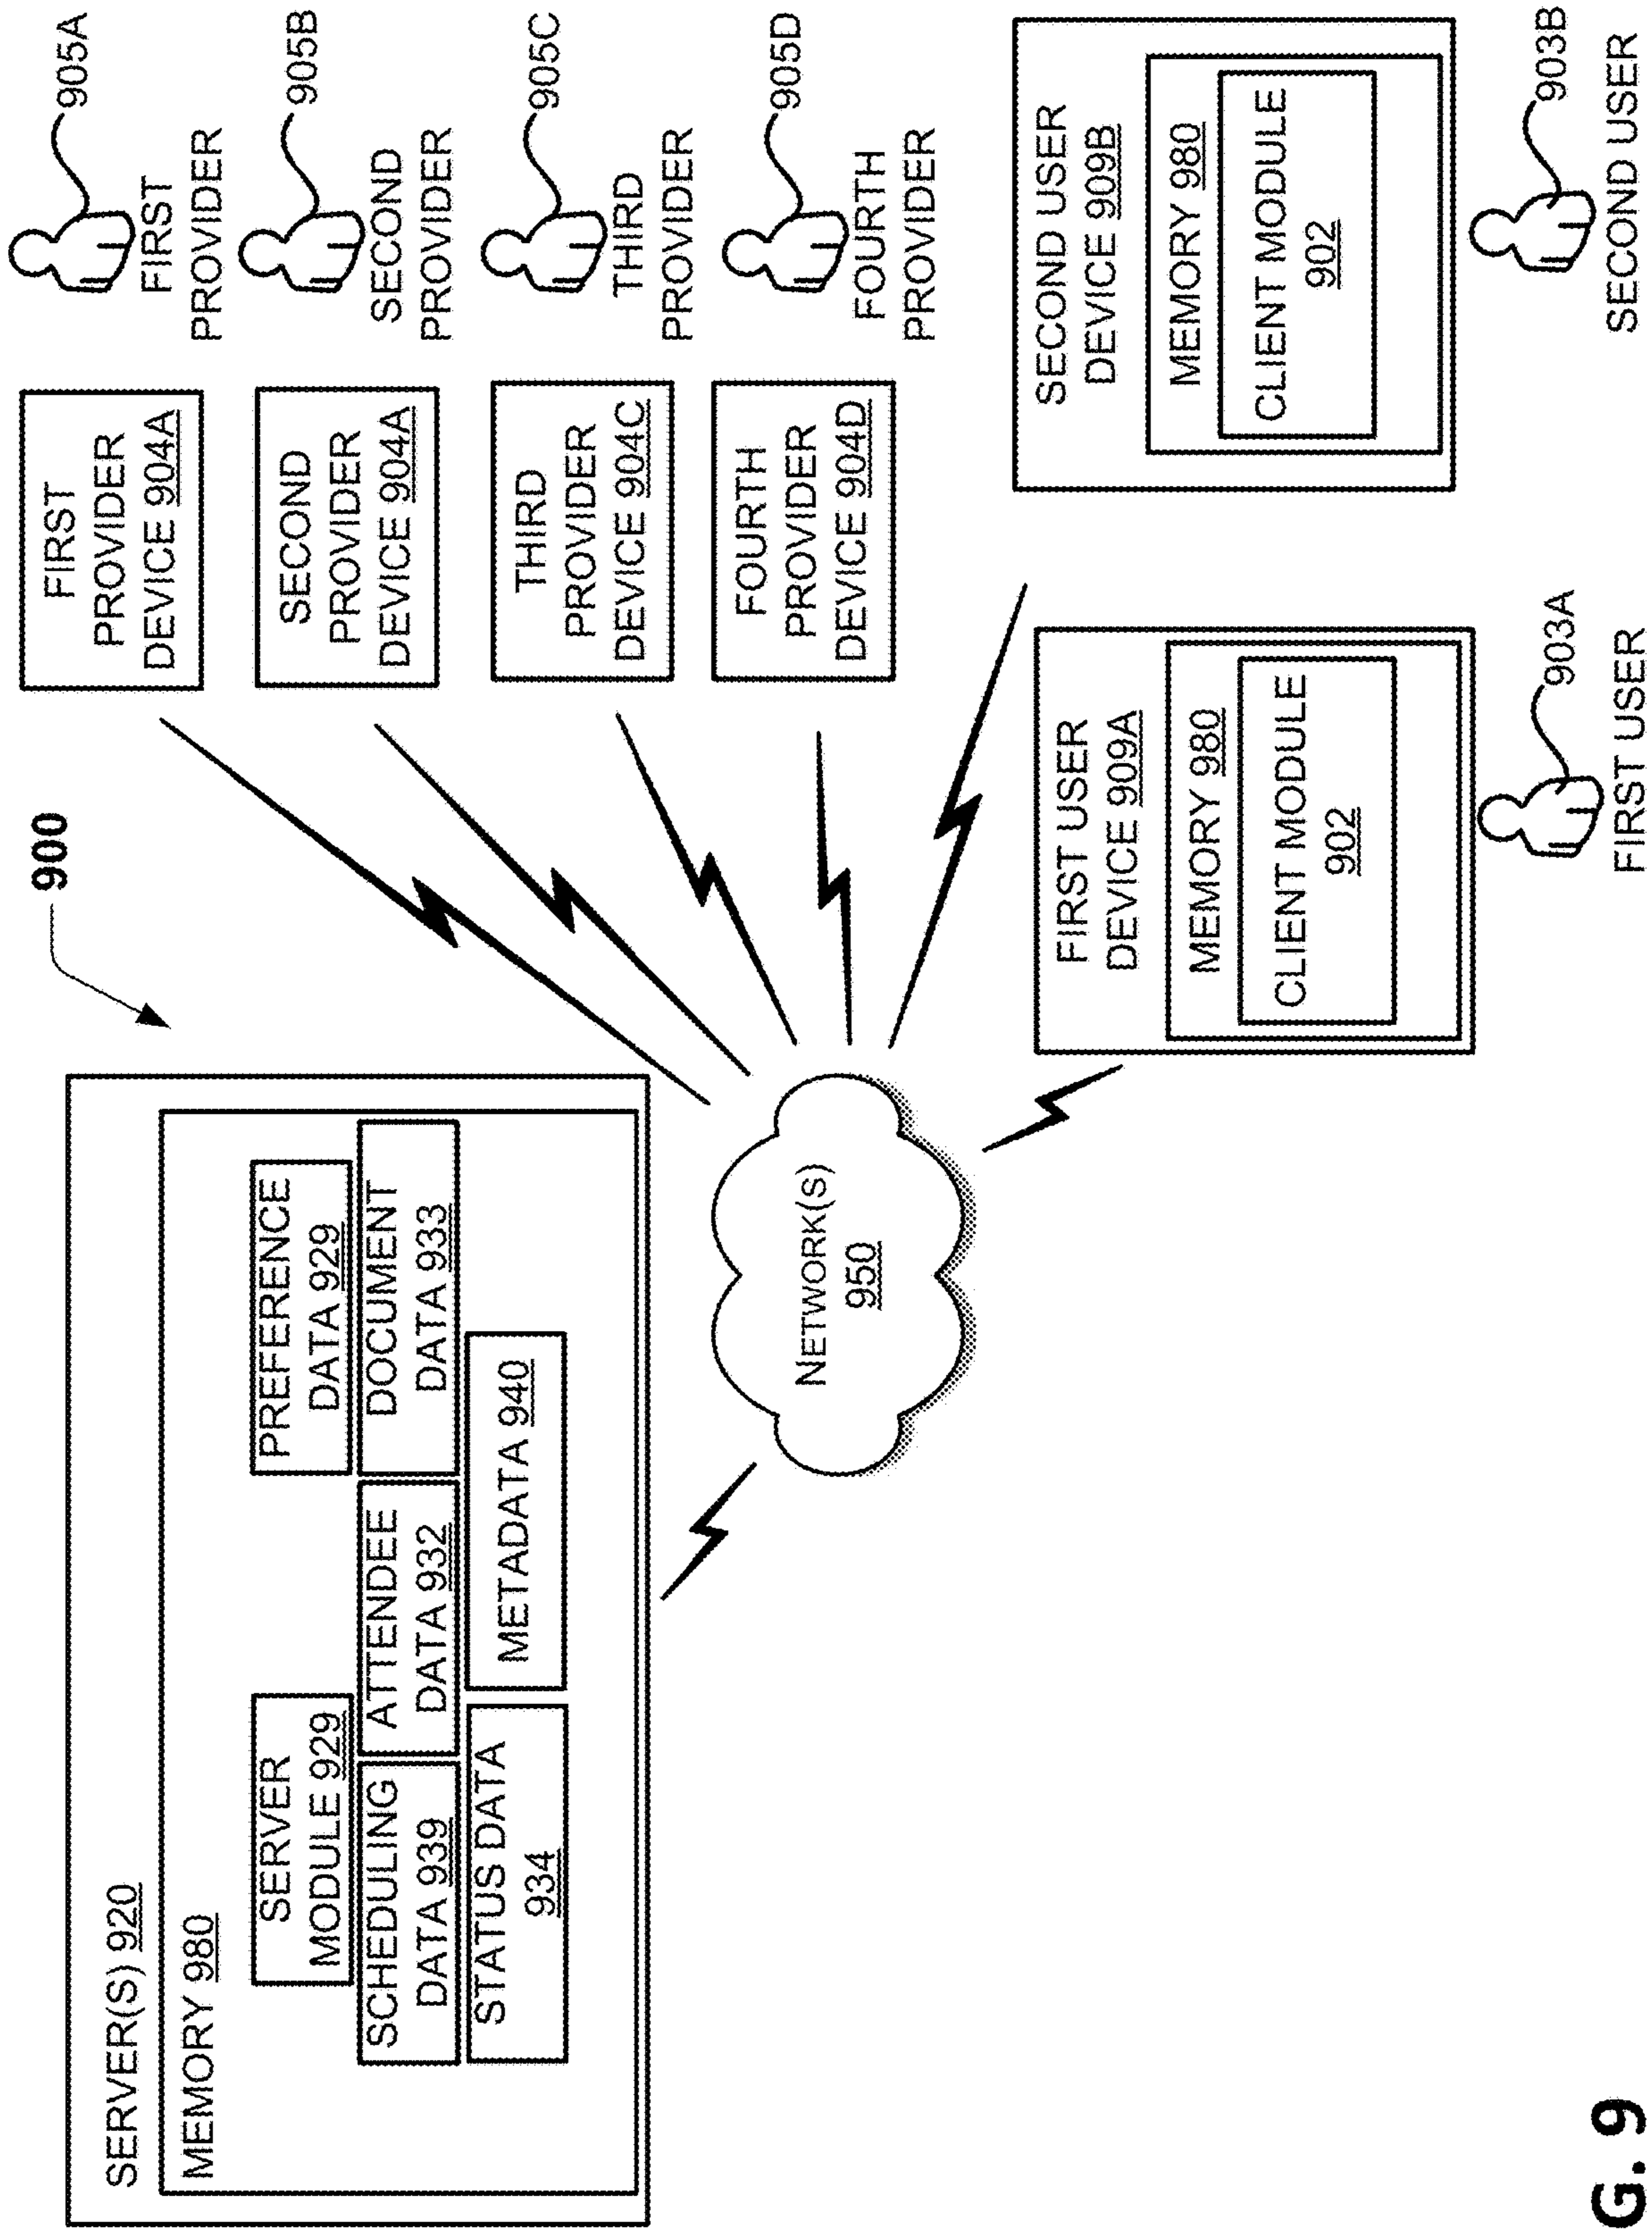 900
SERVER(S) 920
MEMORY 980
SERVER
MODULE 929
PREFERENCE
DATA 929
SCHEDULING
DATA 939
ATTENDEE
DATA 932
DOCUMENT
DATA 933
STATUS DATA
934
METADATA 940
NETWORK(S)
950
FIRST
PROVIDER
DEVICE 904A
905A
FIRST
PROVIDER
SECOND
PROVIDER
DEVICE 904A
905B
SECOND
PROVIDER
THIRD
PROVIDER
DEVICE 904C
905C
THIRD
PROVIDER
FOURTH
PROVIDER
DEVICE 904D
905D
FOURTH
PROVIDER
FIRST USER
DEVICE 909A
MEMORY 980
CLIENT MODULE
902
903A
FIRST USER
SECOND USER
DEVICE 909B
MEMORY 980
CLIENT MODULE
902
903B
SECOND USER
G. 9